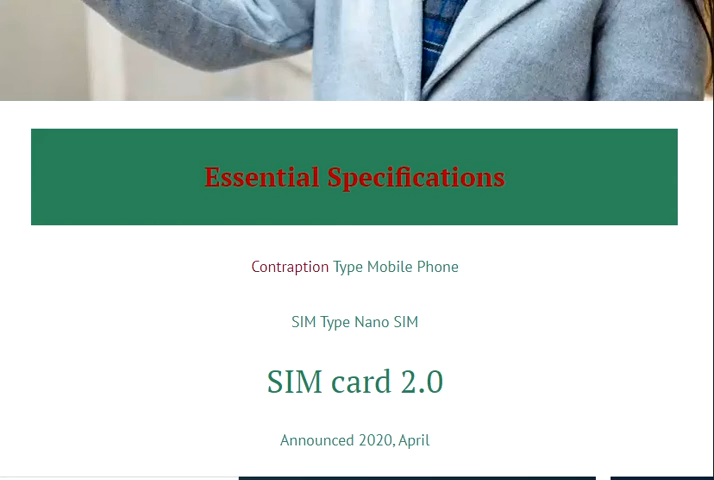 Essential Specifications
Contraption Type Mobile Phone
SIM Type Nano SIM
SIM card 2.0
Announced 2020, April